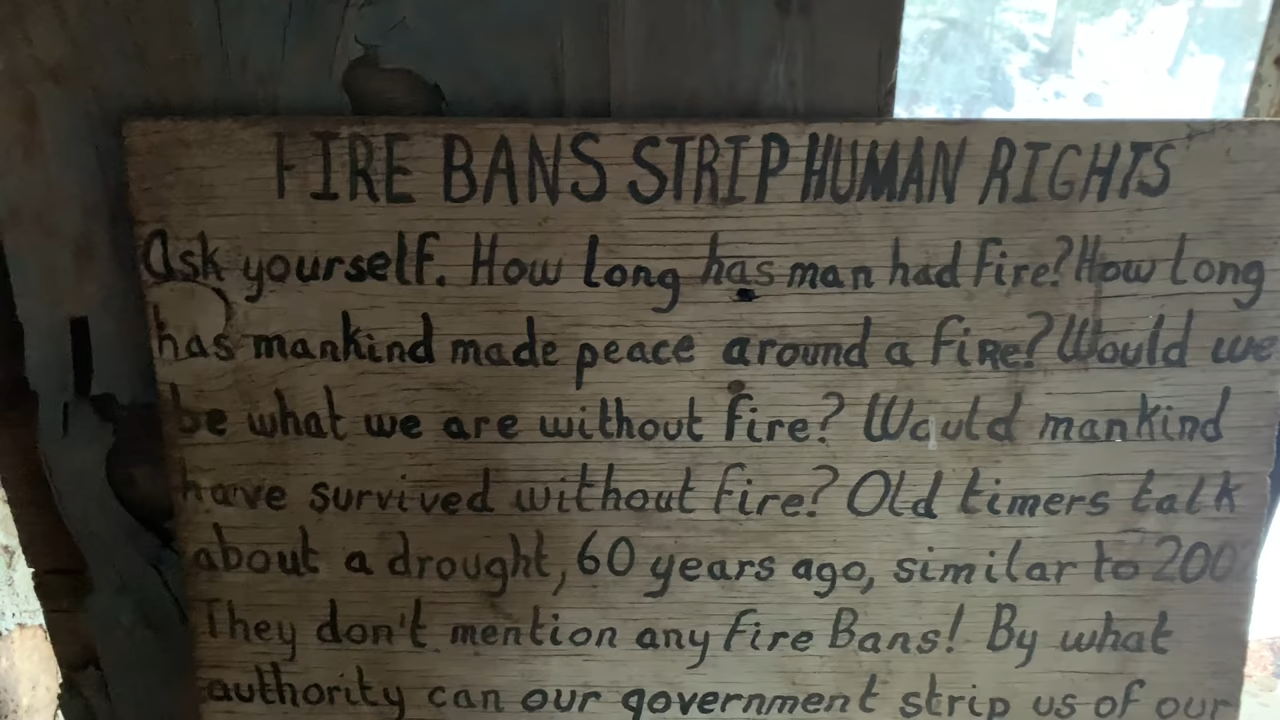 FIRE BANS STRIP HUMAN RIGHTS
Ask yourself. How long has man had fire? How long
has mankind made peace around a fire? Would we
be what we are without fire? Would mankind
have survived without fire? Old timers talk
about a drought, 60 years ago, similar to
They don't mention any Fire Bans! By what
authority can our government strip us of our